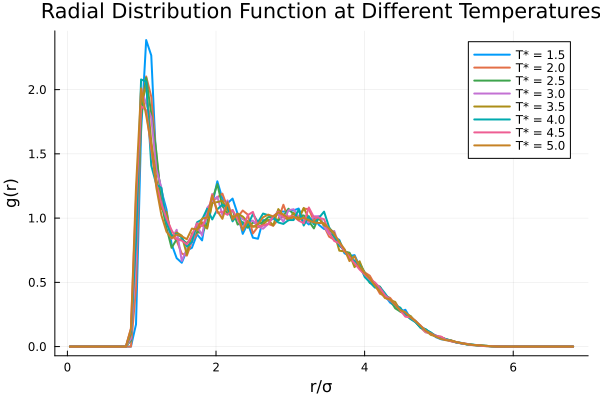 Radial Distribution Function at Different Temperatures
T* = 1.5
T* = 2.0
T* = 2.5
T* = 3.0
T* = 3.5
T* = 4.0
T* = 4.5
T* = 5.0
g(r)
2.0
1.5
1.0
0.5
0.0
0 2 4 6
r/σ